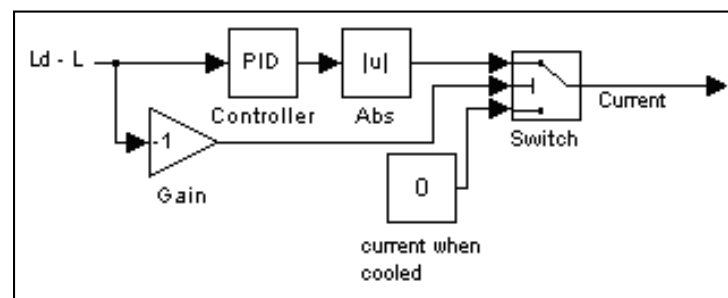 Ld - L
PID
|u|
Controller
Abs
Current
Switch
-1
Gain
0
current when
cooled